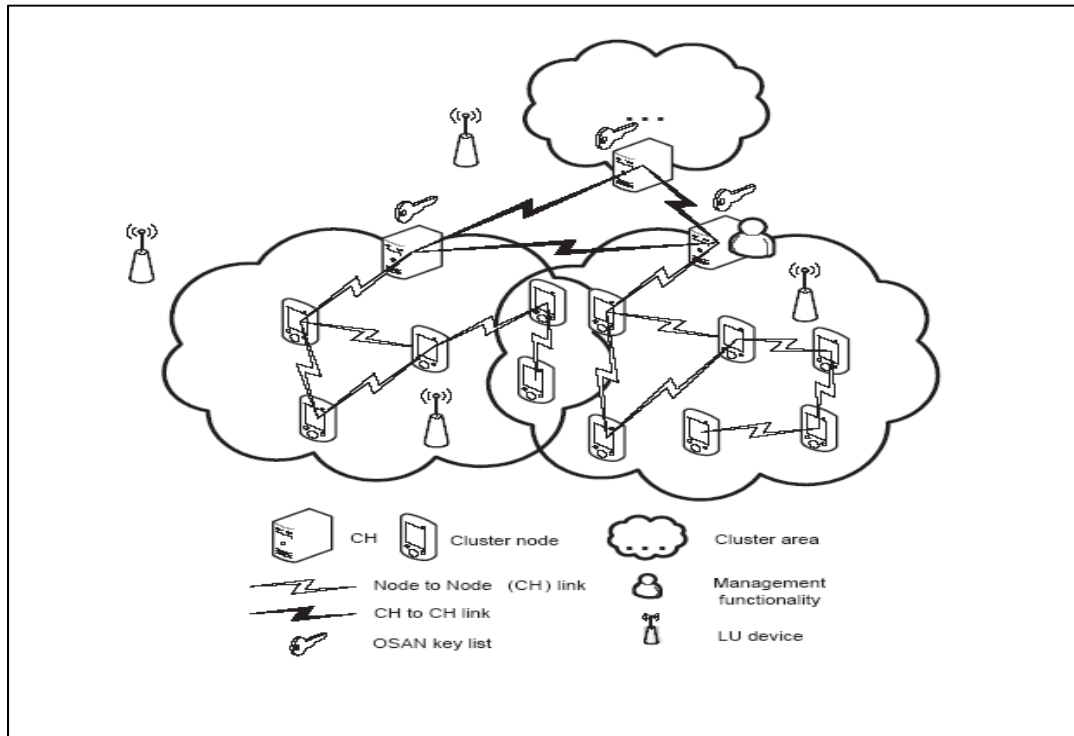 ...
CH
Cluster node
... Cluster area
Node to Node (CH) link
Management
functionality
CH to CH link
OSAN key list
LU device